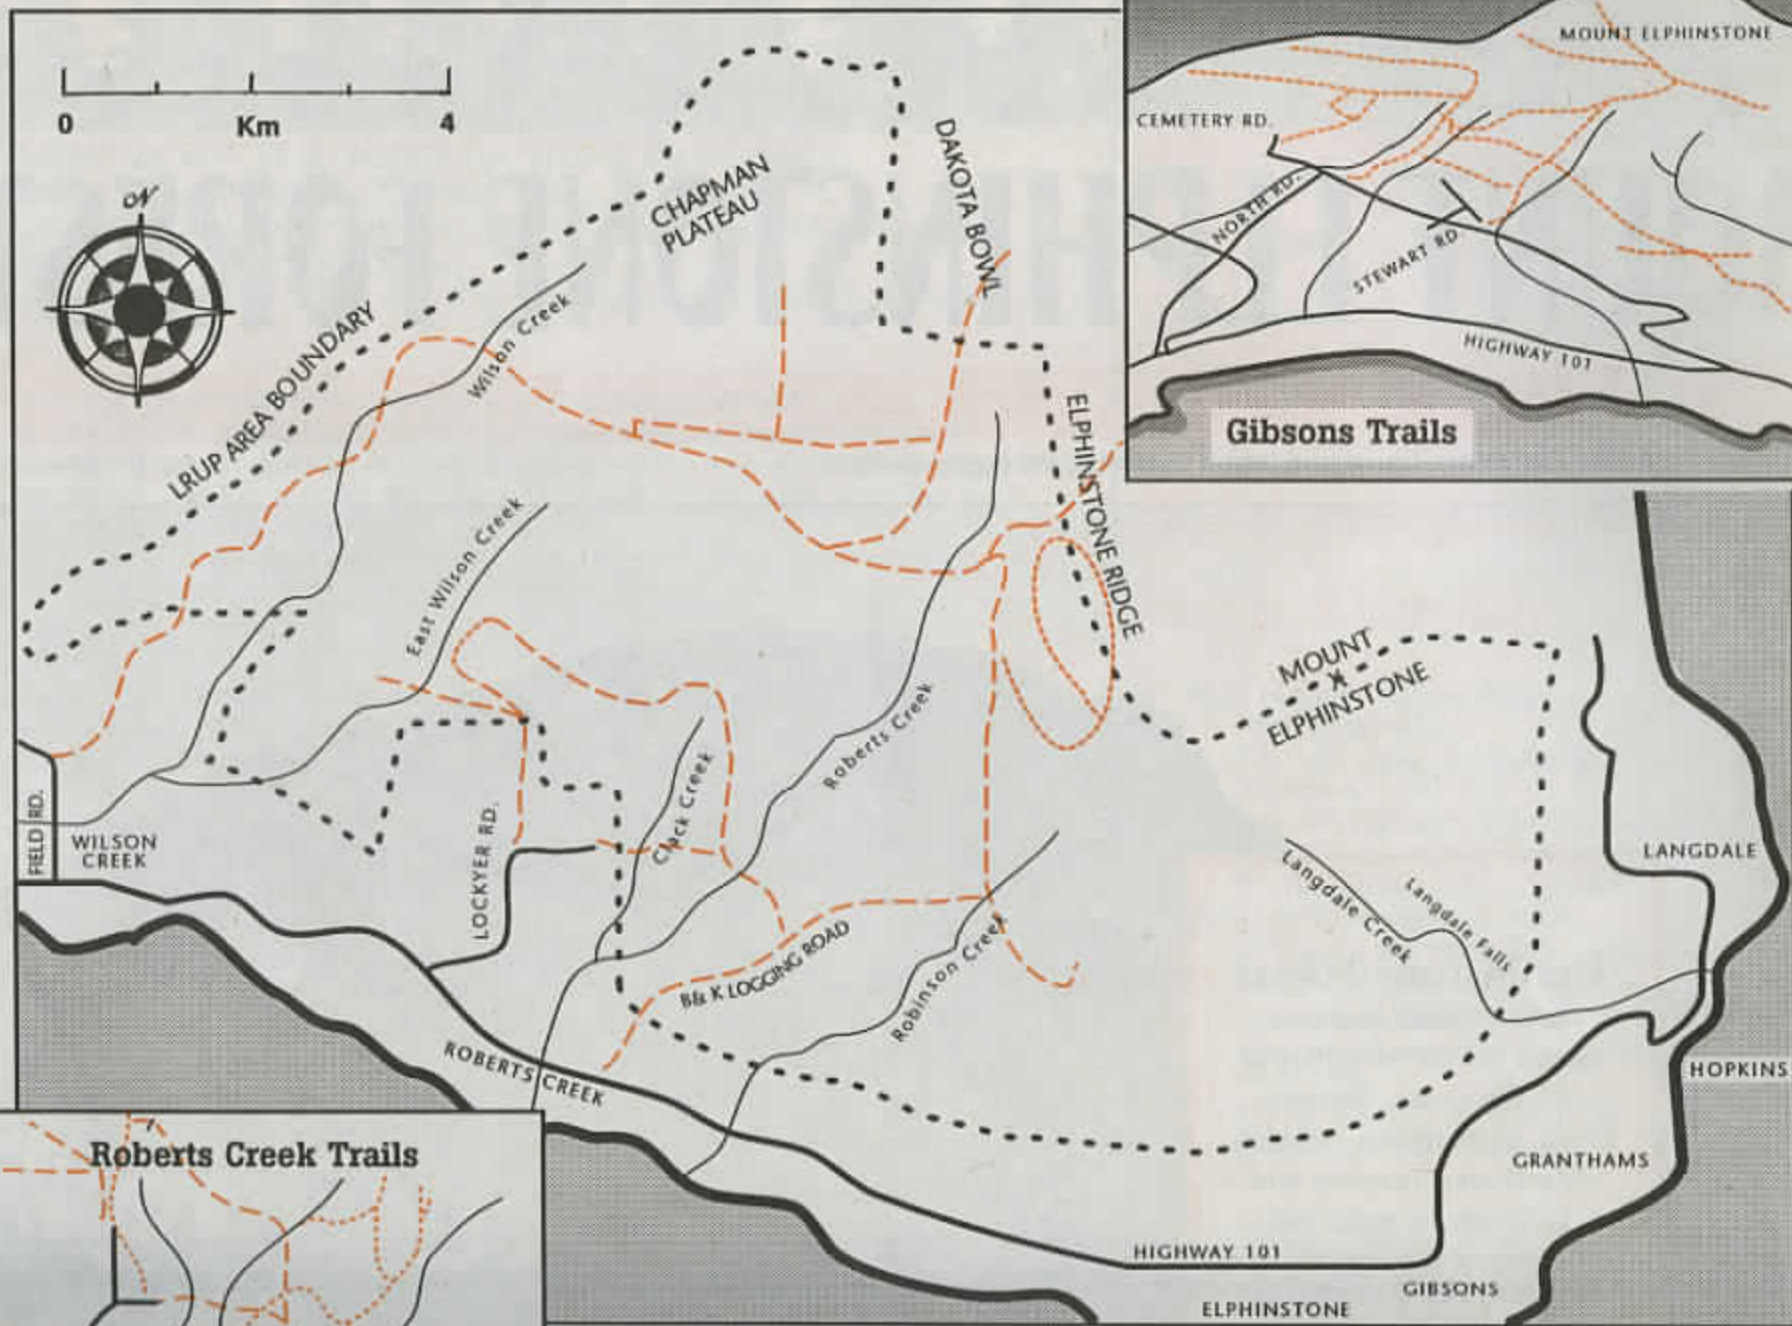 MOUNT ELPHINSTONE
CEMETERY RD.
NORTH RD.
STEWART RD
HIGHWAY 101
Gibsons Trails
0 Km 4
N
CHAPMAN
PLATEAU
DAKOTA BOWL
LRUP AREA BOUNDARY
Wilson Creek
ELPHINSTONE RIDGE
East Wilson Creek
MOUNT
X
ELPHINSTONE
Roberts Creek
Clack Creek
FIELD RD.
WILSON
CREEK
LOCKYER RD.
LANGDALE
Langdale Creek
Langdale Falls
B & K LOGGING ROAD
Robinson Creek
ROBERTS CREEK
HOPKINS
GRANTHAMS
HIGHWAY 101
GIBSONS
ELPHINSTONE
Roberts Creek Trails